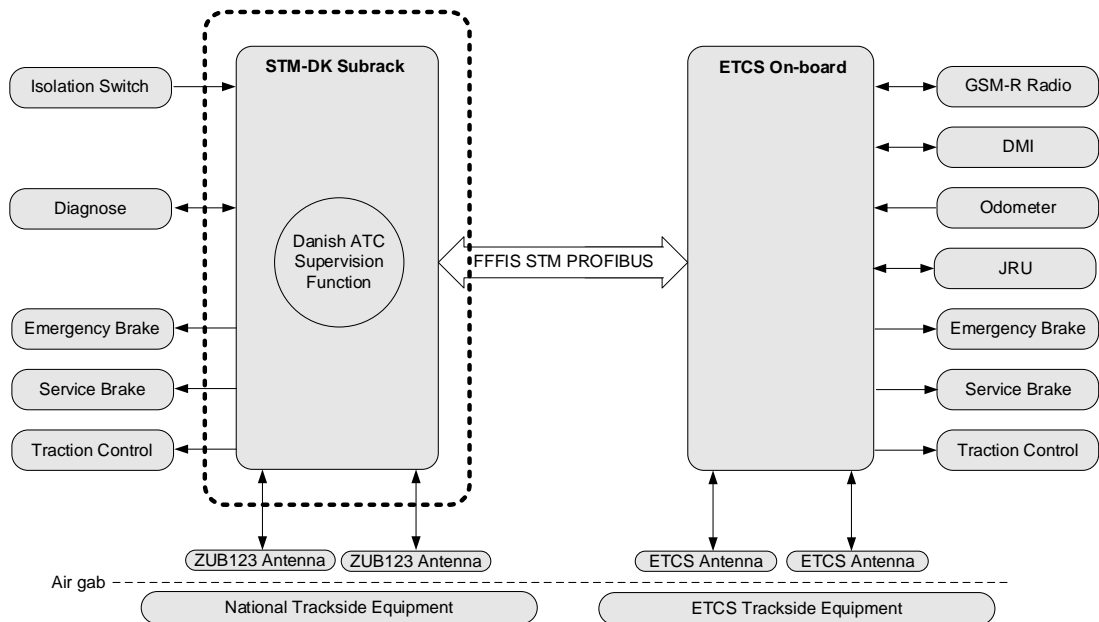 STM-DK Subrack
ETCS On-board
Isolation Switch
GSM-R Radio
DMI
Diagnose
Odometer
Danish ATC
Supervision
Function
FFFIS STM PROFIBUS
JRU
Emergency Brake
Emergency Brake
Service Brake
Service Brake
Traction Control
Traction Control
ZUB123 Antenna
ZUB123 Antenna
ETCS Antenna
ETCS Antenna
Air gab
National Trackside Equipment
ETCS Trackside Equipment